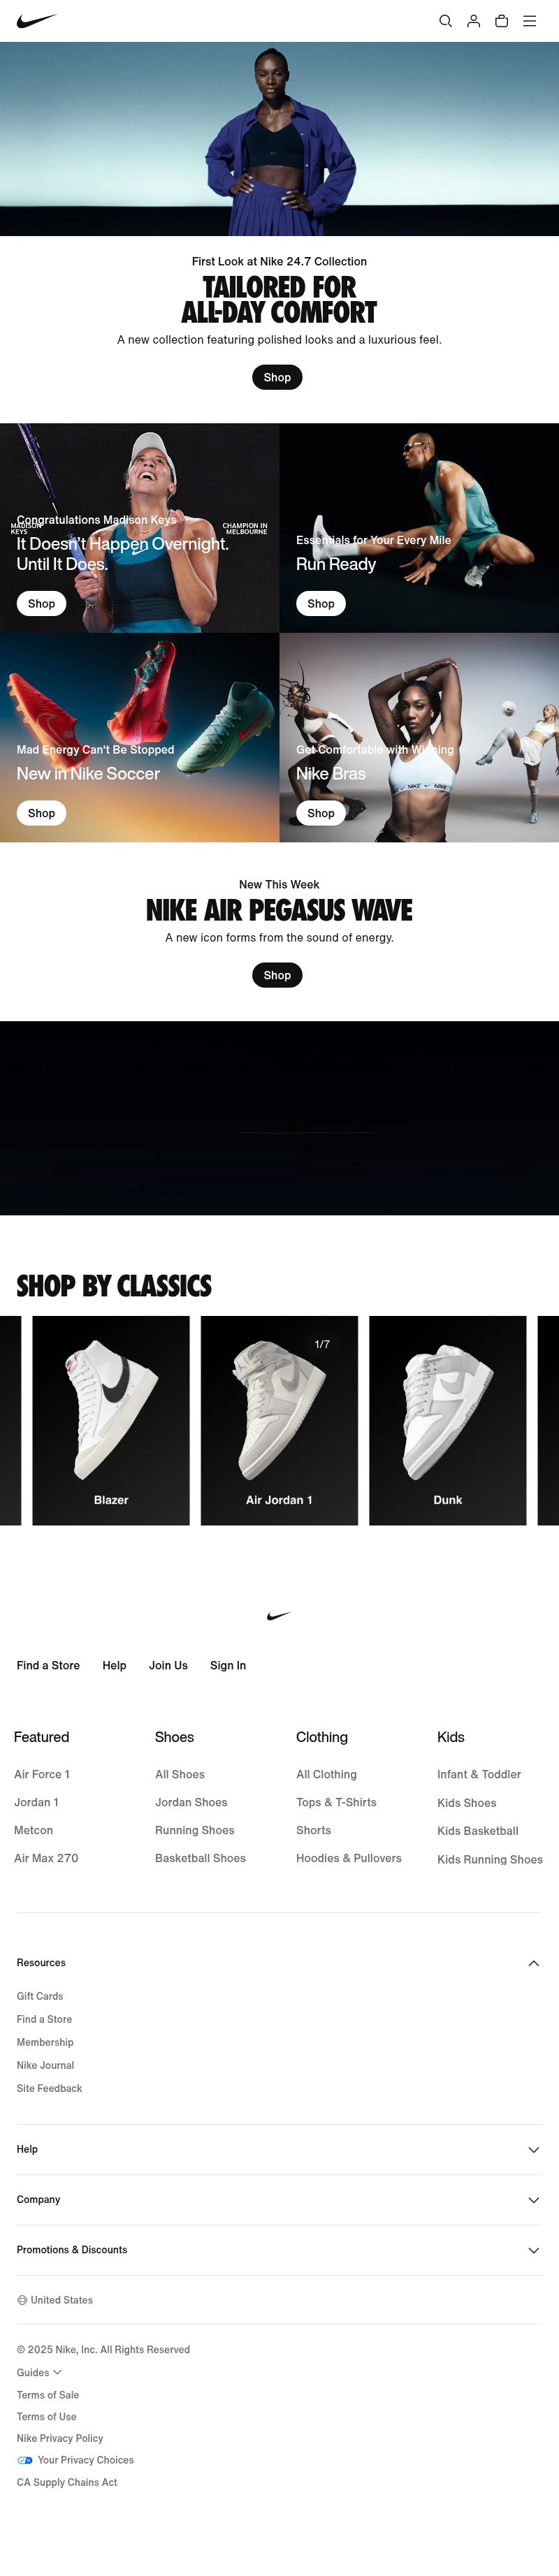 First Look at Nike 24.7 Collection
TAILORED FOR
ALL-DAY COMFORT
A new collection featuring polished looks and a luxurious feel.
Shop
Congratulations Madison Keys
MADISON
KEYS
CHAMPION IN
MELBOURNE
It Doesn't Happen Overnight.
Until It Does.
Shop
Essentials for Your Every Mile
Run Ready
Shop
Mad Energy Can't Be Stopped
New in Nike Soccer
Shop
Get Comfortable with Winning
Nike Bras
NIKE NIKE
Shop
New This Week
NIKE AIR PEGASUS WAVE
A new icon forms from the sound of energy.
Shop
SHOP BY CLASSICS
1/7
Blazer
Air Jordan 1
Dunk
Find a Store
Help
Join Us
Sign In
Featured
Air Force 1
Jordan 1
Metcon
Air Max 270
Shoes
All Shoes
Jordan Shoes
Running Shoes
Basketball Shoes
Clothing
All Clothing
Tops & T-Shirts
Shorts
Hoodies & Pullovers
Kids
Infant & Toddler
Kids Shoes
Kids Basketball
Kids Running Shoes
Resources
Gift Cards
Find a Store
Membership
Nike Journal
Site Feedback
Help
Company
Promotions & Discounts
United States
© 2025 Nike, Inc. All Rights Reserved
Guides
Terms of Sale
Terms of Use
Nike Privacy Policy
Your Privacy Choices
CA Supply Chains Act